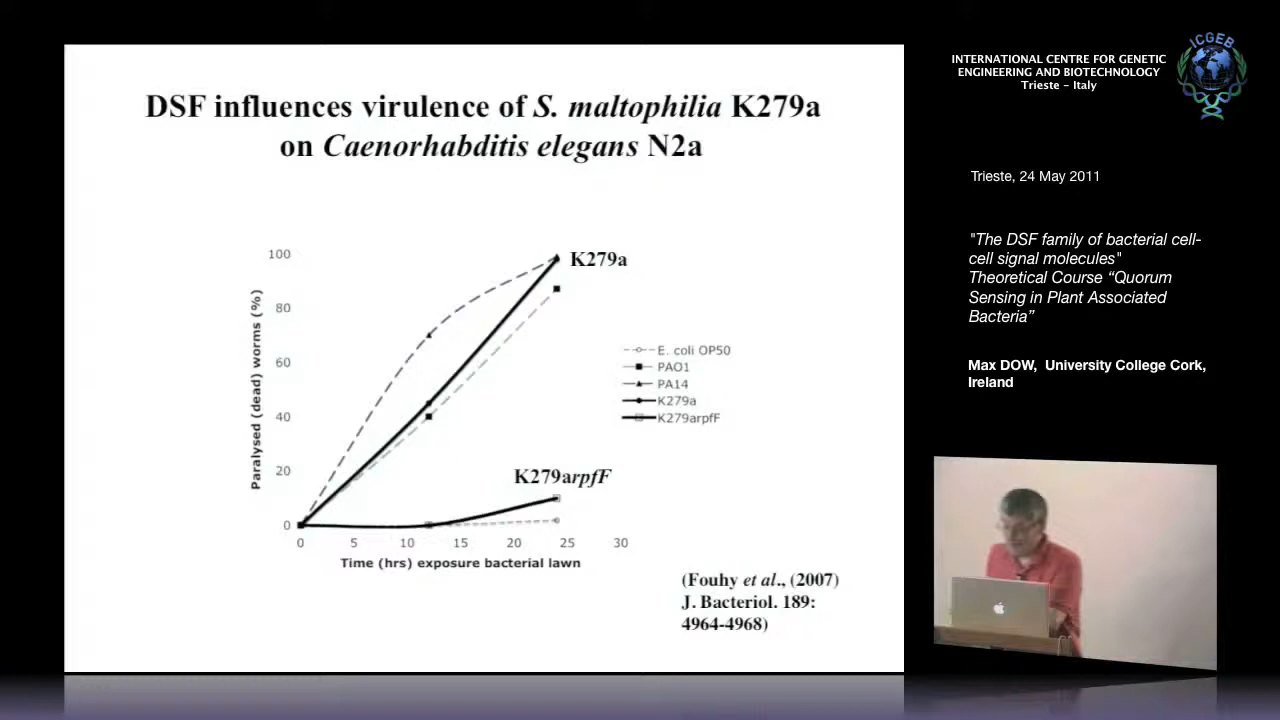 DSF influences virulence of S. maltophilia K279a
on Caenorhabditis elegans N2a
100
80
60
40
20
0
Paralysed (dead) worms (%)
K279a
E. coli OP50
PAO1
PA14
K279a
K279arpfF
K279arpfF
0 5 10 15 20 25 30
Time (hrs) exposure bacterial lawn
(Fouhy et al., (2007)
J. Bacteriol. 189:
4964-4968)
INTERNATIONAL CENTRE FOR GENETIC
ENGINEERING AND BIOTECHNOLOGY
Trieste - Italy
ICGEB
Trieste, 24 May 2011
"The DSF family of bacterial cell-
cell signal molecules"
Theoretical Course “Quorum
Sensing in Plant Associated
Bacteria”
Max DOW, University College Cork,
Ireland